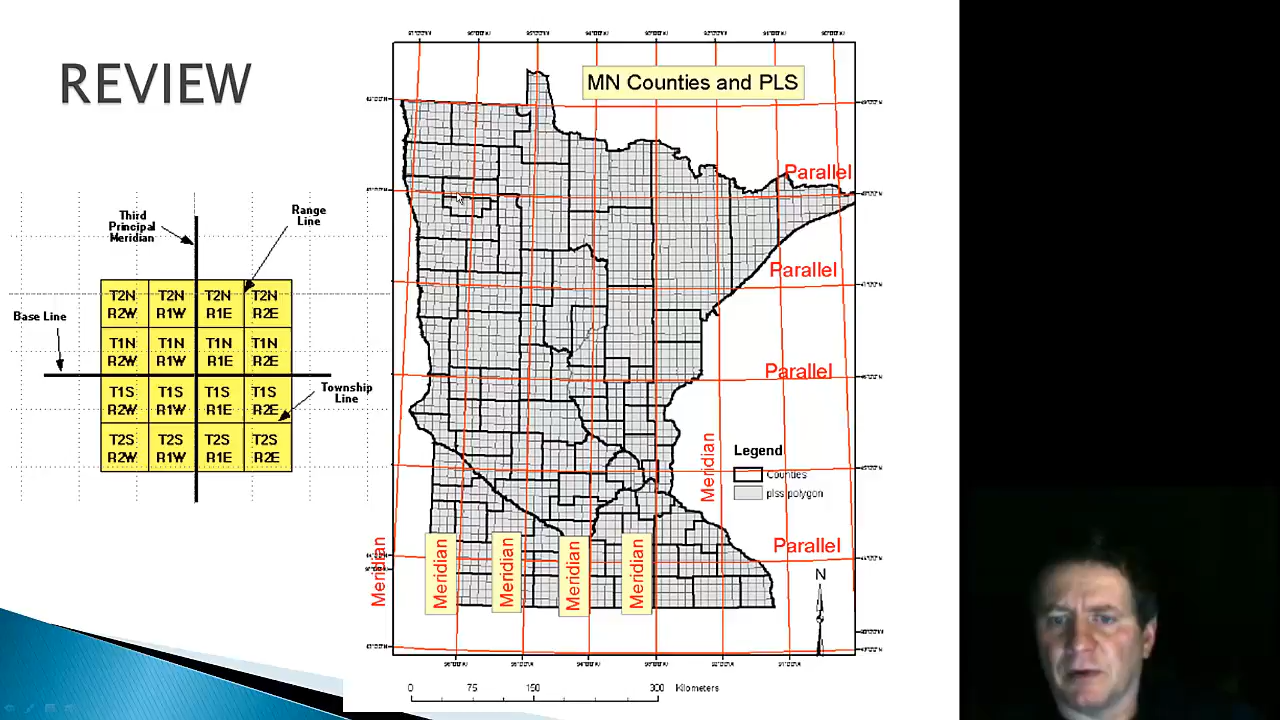 REVIEW
Third
Principal
Meridian
Range
Line
Base Line
T2N T2N T2N T2N
R2W R1W R1E R2E
T1N T1N T1N T1N
R2W R1W R1E R2E
T1S T1S T1S T1S
R2W R1W R1E R2E
Township
Line
T2S T2S T2S T2S
R2W R1W R1E R2E
MN Counties and PLS
Parallel
Parallel
Parallel
Meridian
Legend
Counties
plss polygon
Parallel
Meridian
Meridian
Meridian
Meridian
Meridian
N
0 75 150 300 Kilometers